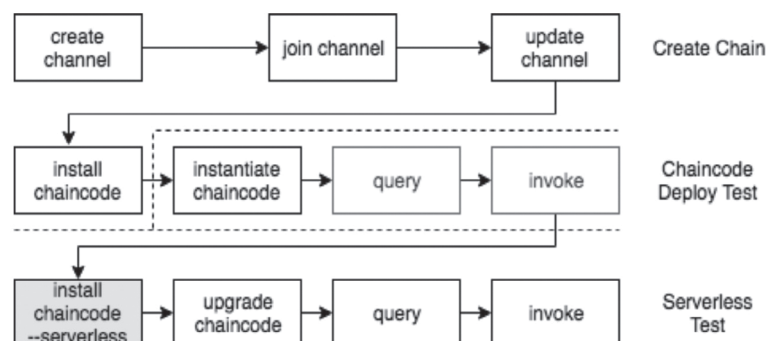 create
channel
join channel
update
channel
Create Chain
install
chaincode
instantiate
chaincode
query
invoke
Chaincode
Deploy Test
install
chaincode
--serverless
upgrade
chaincode
query
invoke
Serverless
Test